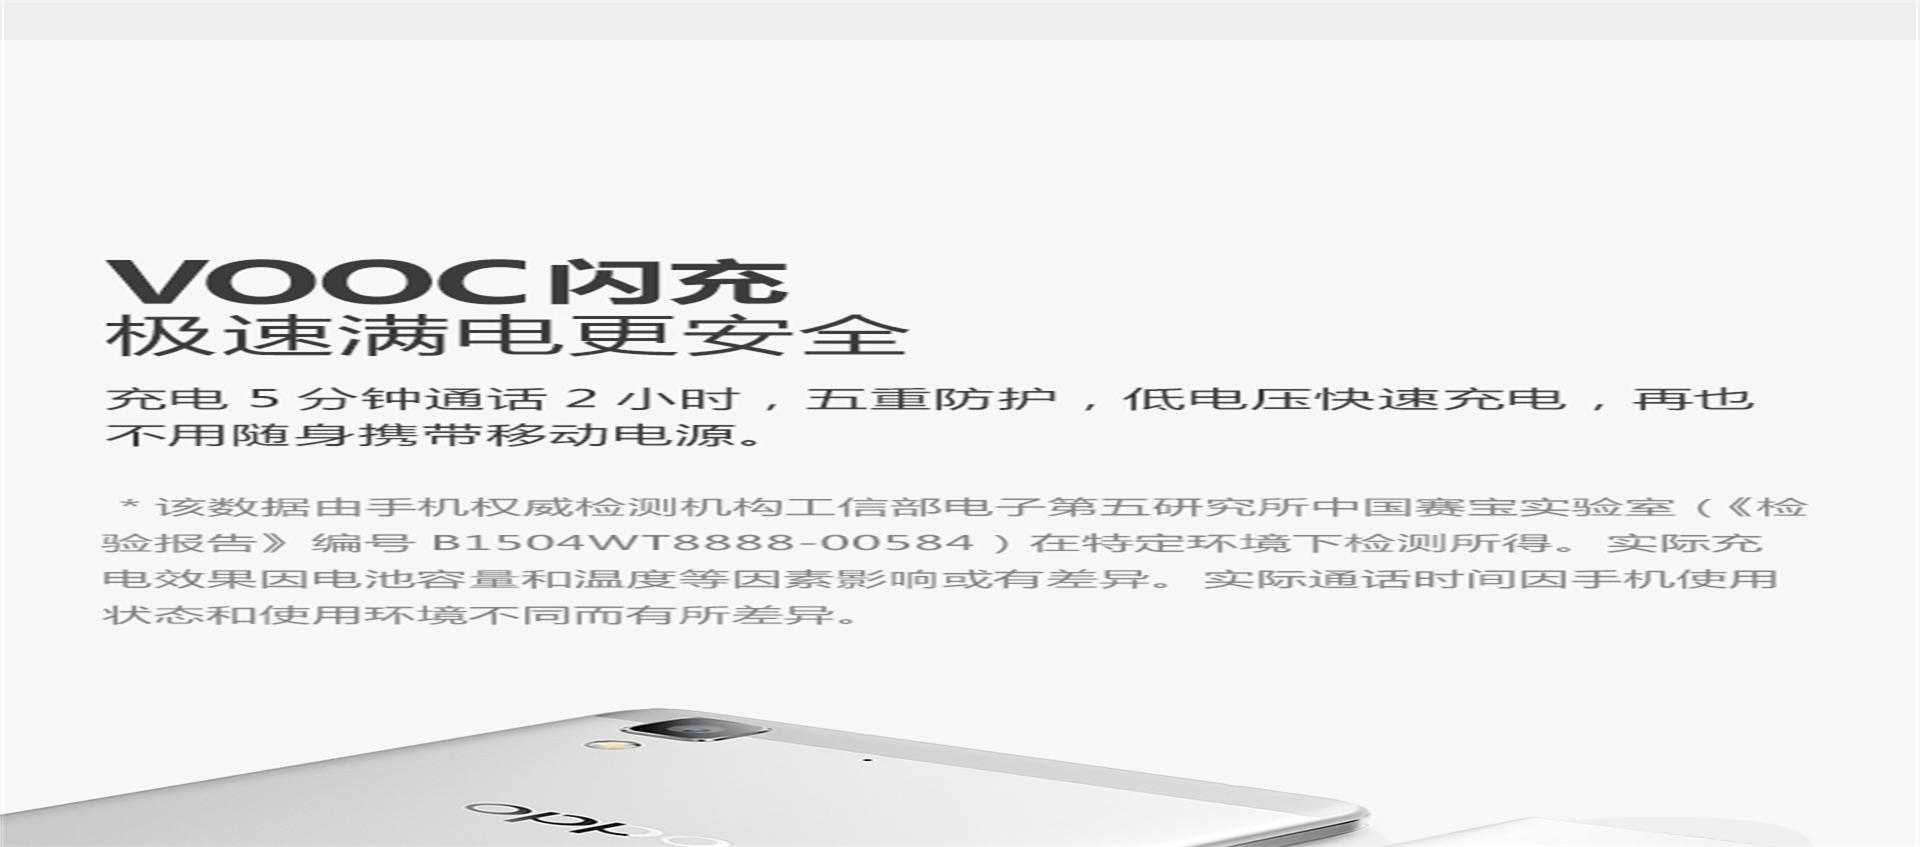 VOOC 闪充
极速满电更安全
充电 5 分钟通话 2 小时，五重防护，低电压快速充电，再也
不用随身携带移动电源。
* 该数据由手机权威检测机构工信部电子第五研究所中国赛宝实验室（《检
验报告》 编号 B1504WT8888-00584 ）在特定环境下检测所得。 实际充
电效果因电池容量和温度等因素影响或有差异。 实际通话时间因手机使用
状态和使用环境不同而有所差异。
oppo